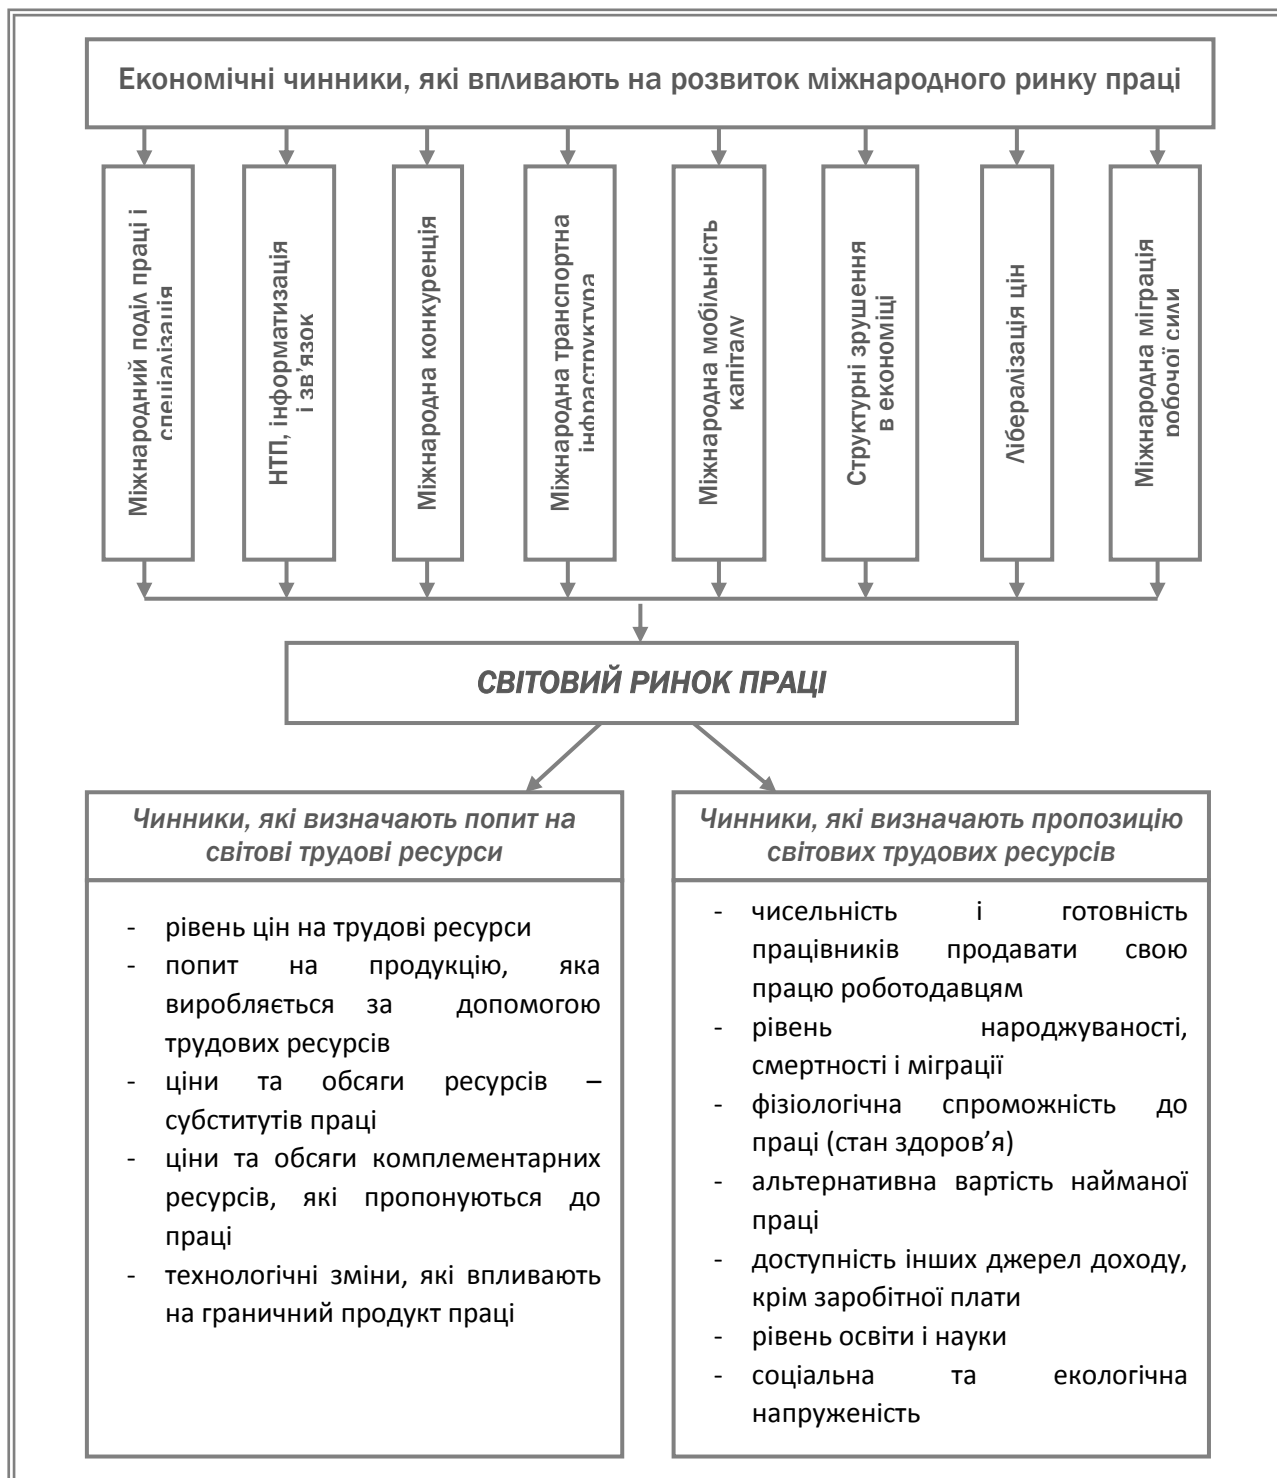 Економічні чинники, які впливають на розвиток міжнародного ринку праці
Міжнародний поділ праці і
спеціалізація
НТП, інформатизація
і зв’язок
Міжнародна конкуренція
Міжнародна транспортна
інфраструктура
Міжнародна мобільність
капіталу
Структурні зрушення
в економіці
Лібералізація цін
Міжнародна міграція
робочої сили
СВІТОВИЙ РИНОК ПРАЦІ
Чинники, які визначають попит на
світові трудові ресурси
- рівень цін на трудові ресурси
- попит на продукцію, яка
виробляється за допомогою
трудових ресурсів
- ціни та обсяги ресурсів –
субститутів праці
- ціни та обсяги комплементарних
ресурсів, які пропонуються до
праці
- технологічні зміни, які впливають
на граничний продукт праці
Чинники, які визначають пропозицію
світових трудових ресурсів
- чисельність і готовність
працівників продавати свою
працю роботодавцям
- рівень народжуваності,
смертності і міграції
- фізіологічна спроможність до
праці (стан здоров’я)
- альтернативна вартість найманої
праці
- доступність інших джерел доходу,
крім заробітної плати
- рівень освіти і науки
- соціальна та екологічна
напруженість